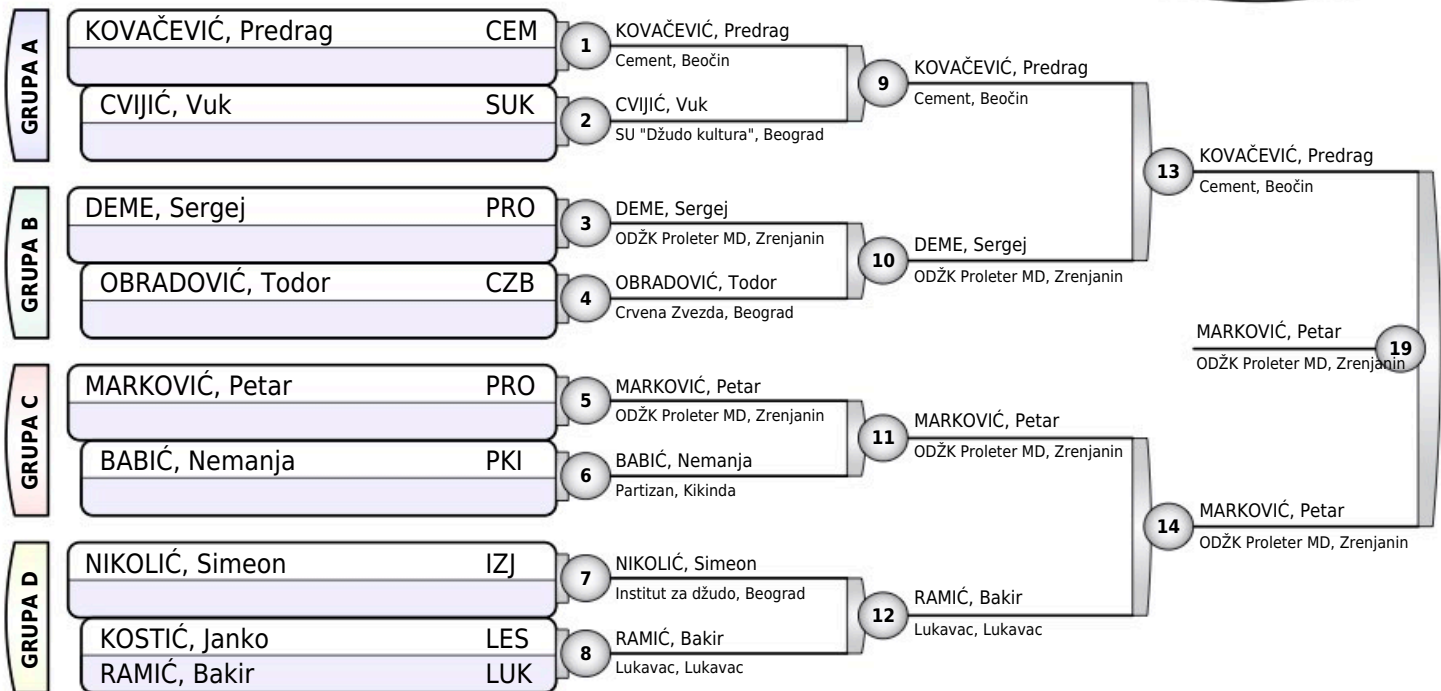 GRUPA A
KOVAČEVIĆ, Predrag CEM
CVIJIĆ, Vuk SUK
1
KOVAČEVIĆ, Predrag
Cement, Beočin
2
CVIJIĆ, Vuk
SU "Džudo kultura", Beograd
9
KOVAČEVIĆ, Predrag
Cement, Beočin
GRUPA B
DEME, Sergej PRO
OBRADOVIĆ, Todor CZB
3
DEME, Sergej
ODŽK Proleter MD, Zrenjanin
4
OBRADOVIĆ, Todor
Crvena Zvezda, Beograd
10
DEME, Sergej
ODŽK Proleter MD, Zrenjanin
13
KOVAČEVIĆ, Predrag
Cement, Beočin
GRUPA C
MARKOVIĆ, Petar PRO
BABIĆ, Nemanja PKI
5
MARKOVIĆ, Petar
ODŽK Proleter MD, Zrenjanin
6
BABIĆ, Nemanja
Partizan, Kikinda
11
MARKOVIĆ, Petar
ODŽK Proleter MD, Zrenjanin
GRUPA D
NIKOLIĆ, Simeon IZJ
KOSTIĆ, Janko LES
RAMIĆ, Bakir LUK
7
NIKOLIĆ, Simeon
Institut za džudo, Beograd
8
RAMIĆ, Bakir
Lukavac, Lukavac
12
RAMIĆ, Bakir
Lukavac, Lukavac
14
MARKOVIĆ, Petar
ODŽK Proleter MD, Zrenjanin
MARKOVIĆ, Petar
ODŽK Proleter MD, Zrenjanin
19